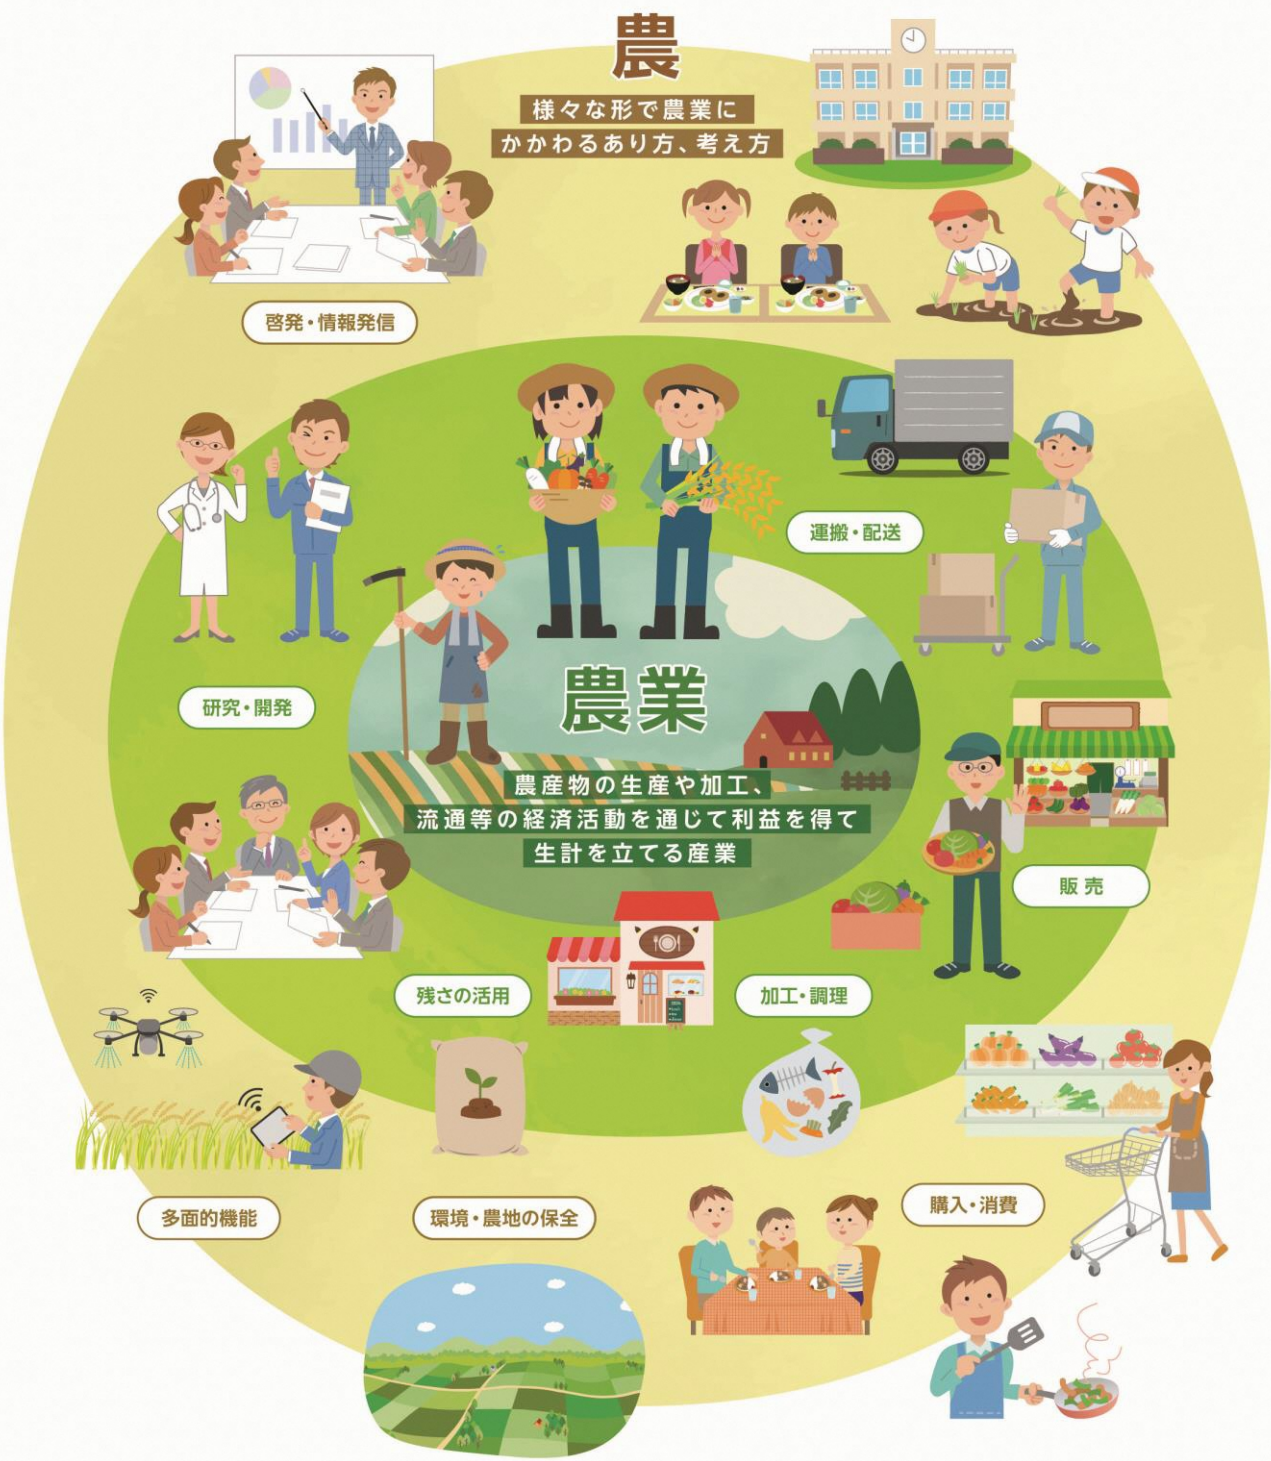 農
様々な形で農業に
かかわるあり方、考え方
啓発・情報発信
運搬・配送
研究・開発
農業
農産物の生産や加工、
流通等の経済活動を通じて利益を得て
生計を立てる産業
販売
残さの活用
加工・調理
多面的機能
環境・農地の保全
購入・消費